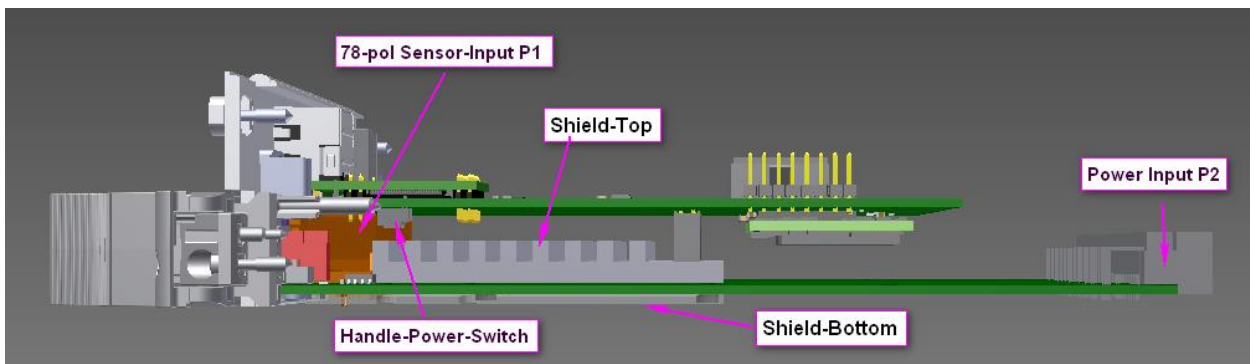 78-pol Sensor-Input P1
Shield-Top
Power Input P2
Shield-Bottom
Handle-Power-Switch